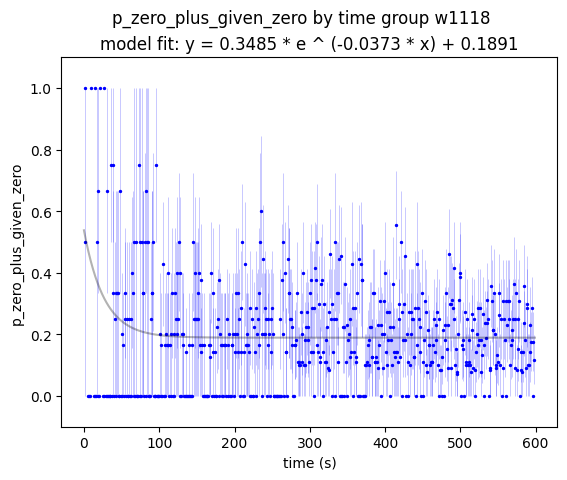 p_zero_plus_given_zero by time group w1118
model fit: y = 0.3485 * e ^ (-0.0373 * x) + 0.1891
1.0
0.8
0.6
0.4
0.2
0.0
p_zero_plus_given_zero
0 100 200 300 400 500 600
time (s)